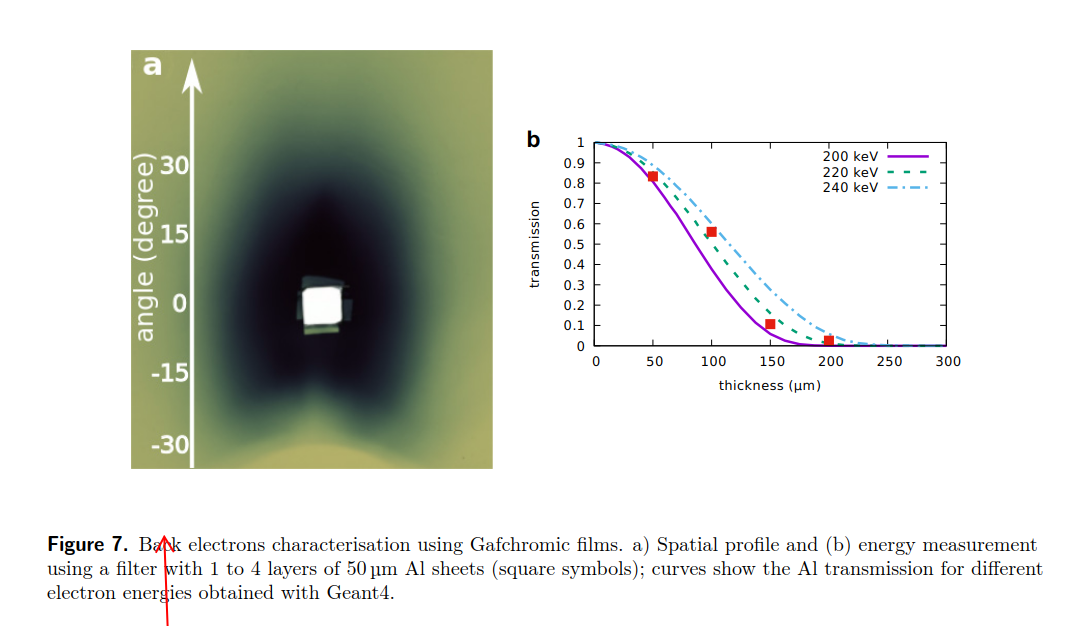 a
angle (degree)
30
15
0
-15
-30
b
transmission
1
0.9
0.8
0.7
0.6
0.5
0.4
0.3
0.2
0.1
0
0 50 100 150 200 250 300
thickness (µm)
200 keV
220 keV
240 keV
Figure 7. Back electrons characterisation using Gafchromic films. a) Spatial profile and (b) energy measurement
using a filter with 1 to 4 layers of 50 µm Al sheets (square symbols); curves show the Al transmission for different
electron energies obtained with Geant4.